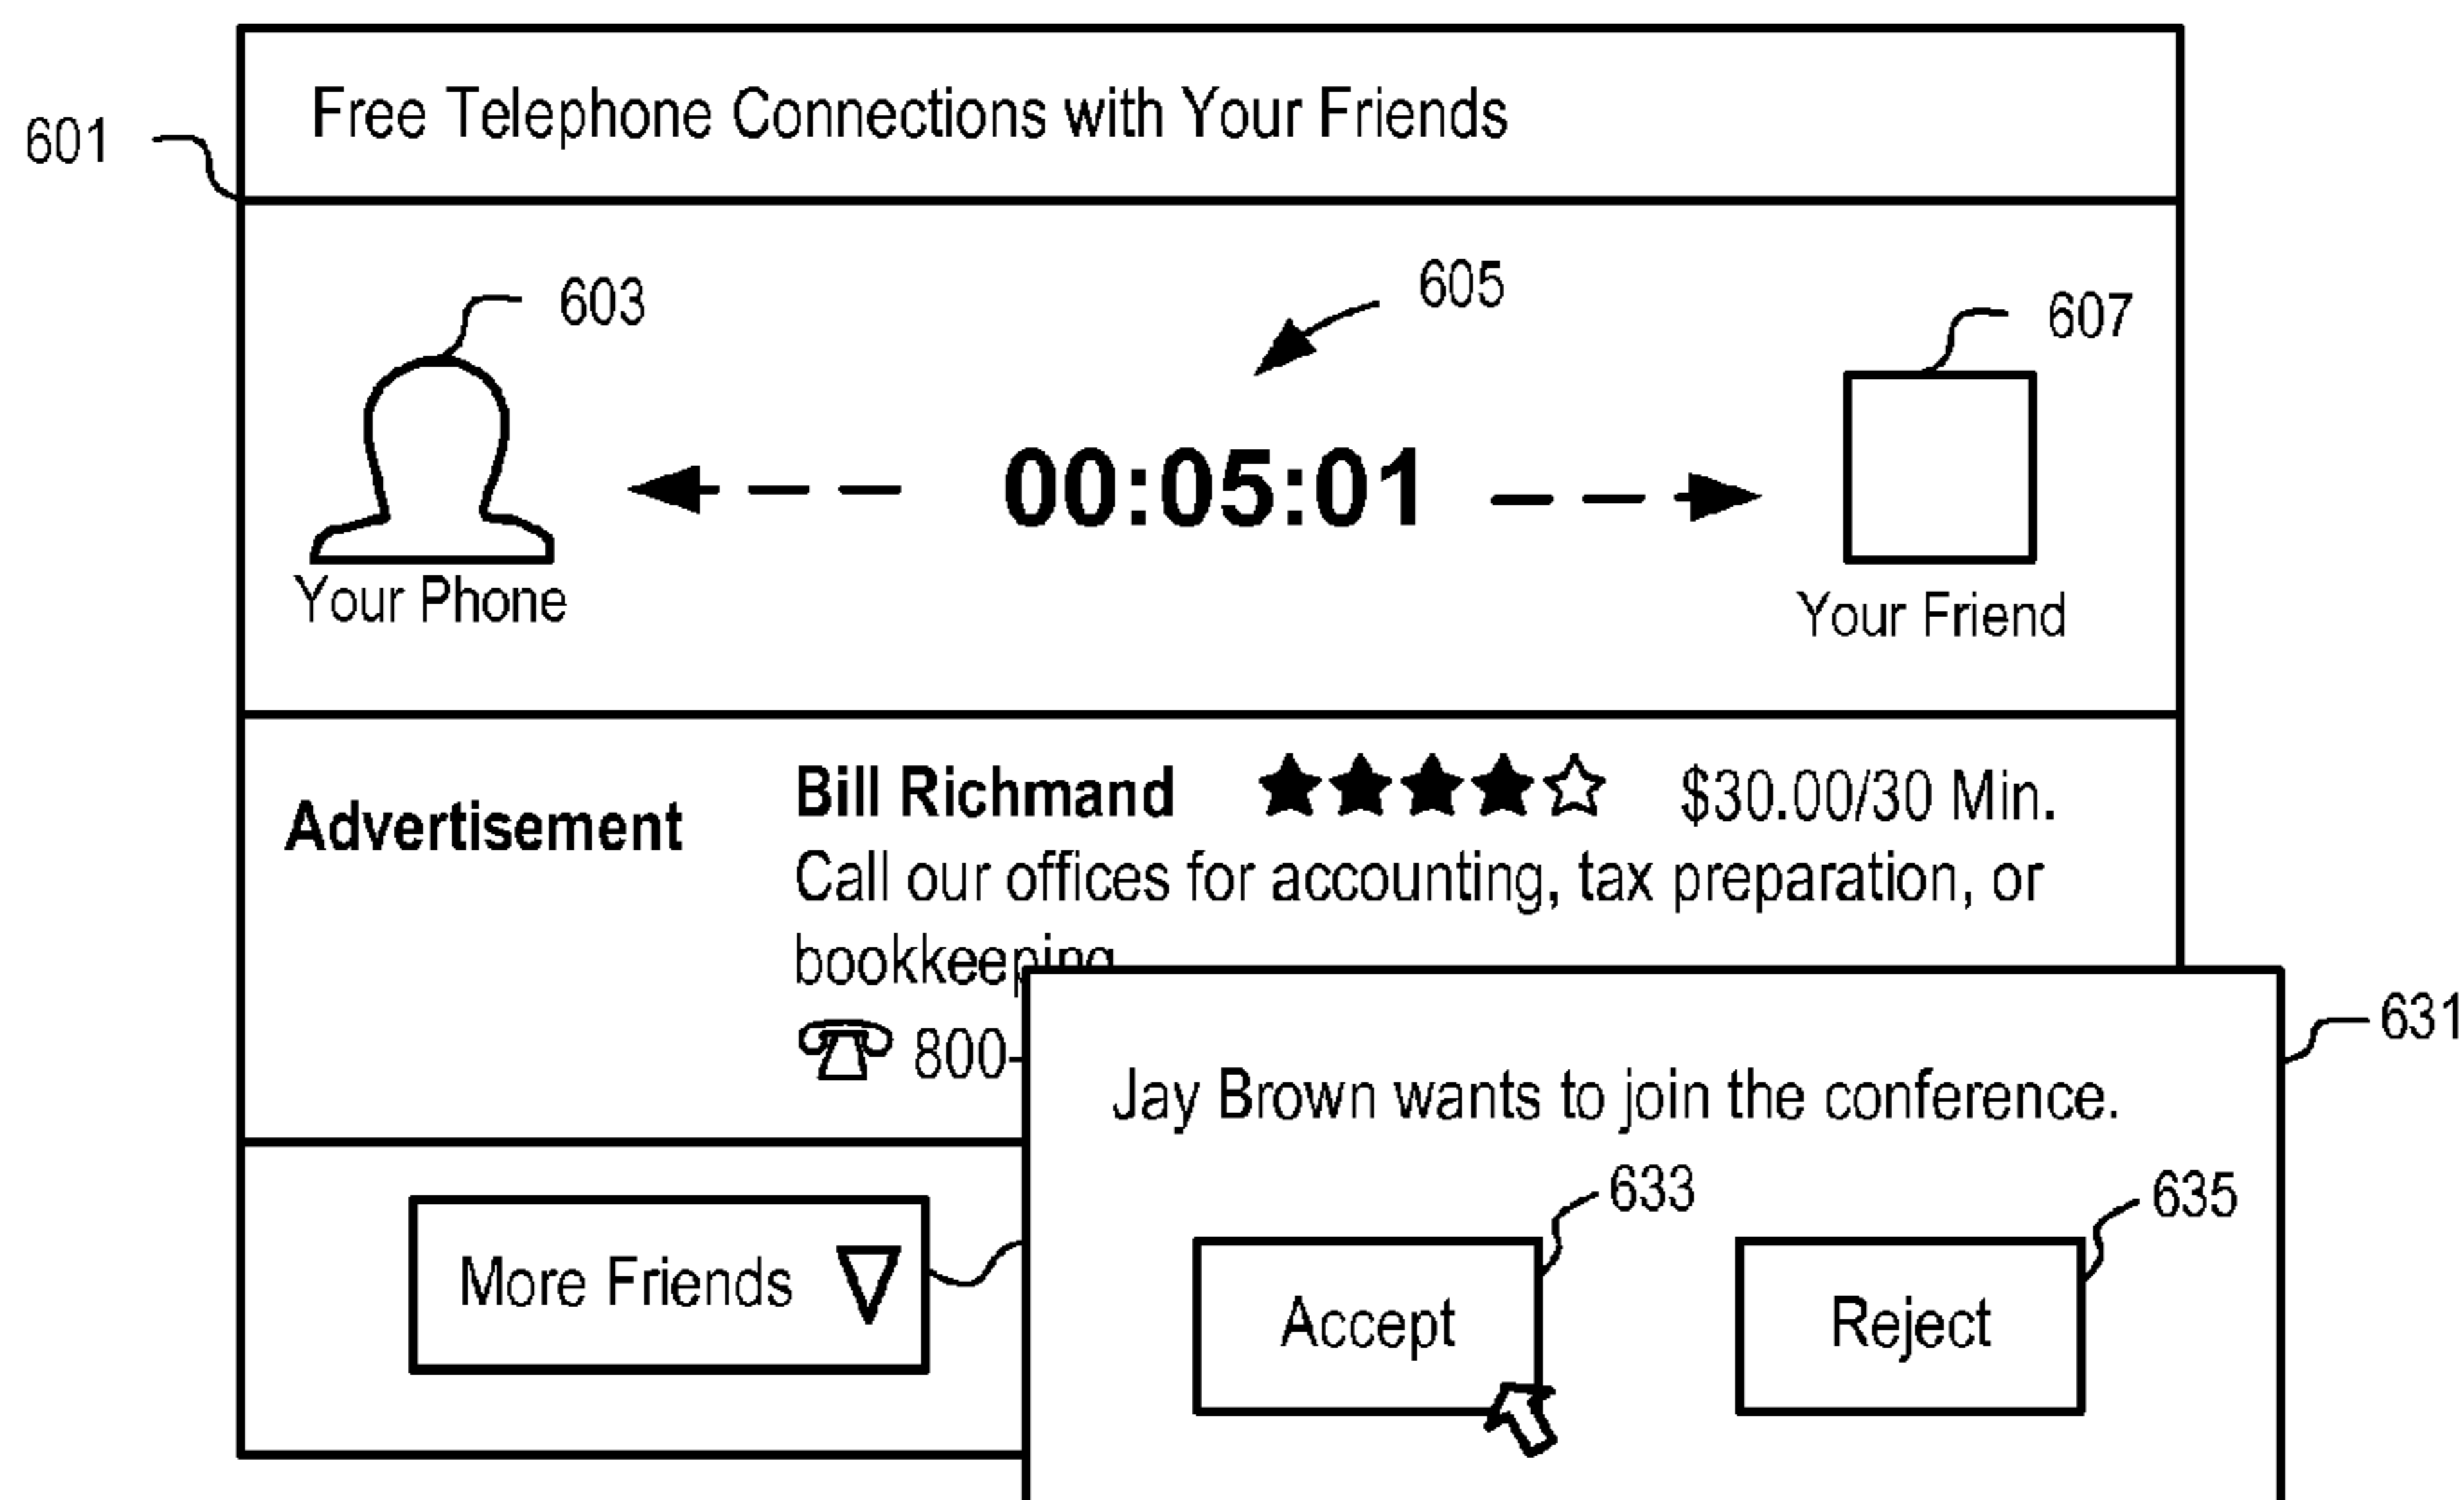 Free Telephone Connections with Your Friends
601
603
605
607
00:05:01
Your Phone
Your Friend
Advertisement
Bill Richmand $30.00/30 Min.
Call our offices for accounting, tax preparation, or
bookkeeping
800-
631
Jay Brown wants to join the conference.
633
635
More Friends
Accept
Reject